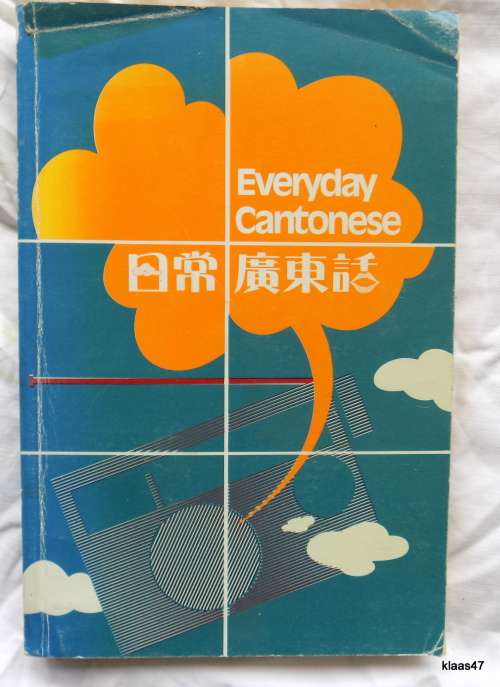 Everyday
Cantonese
日常廣東話
klaas47